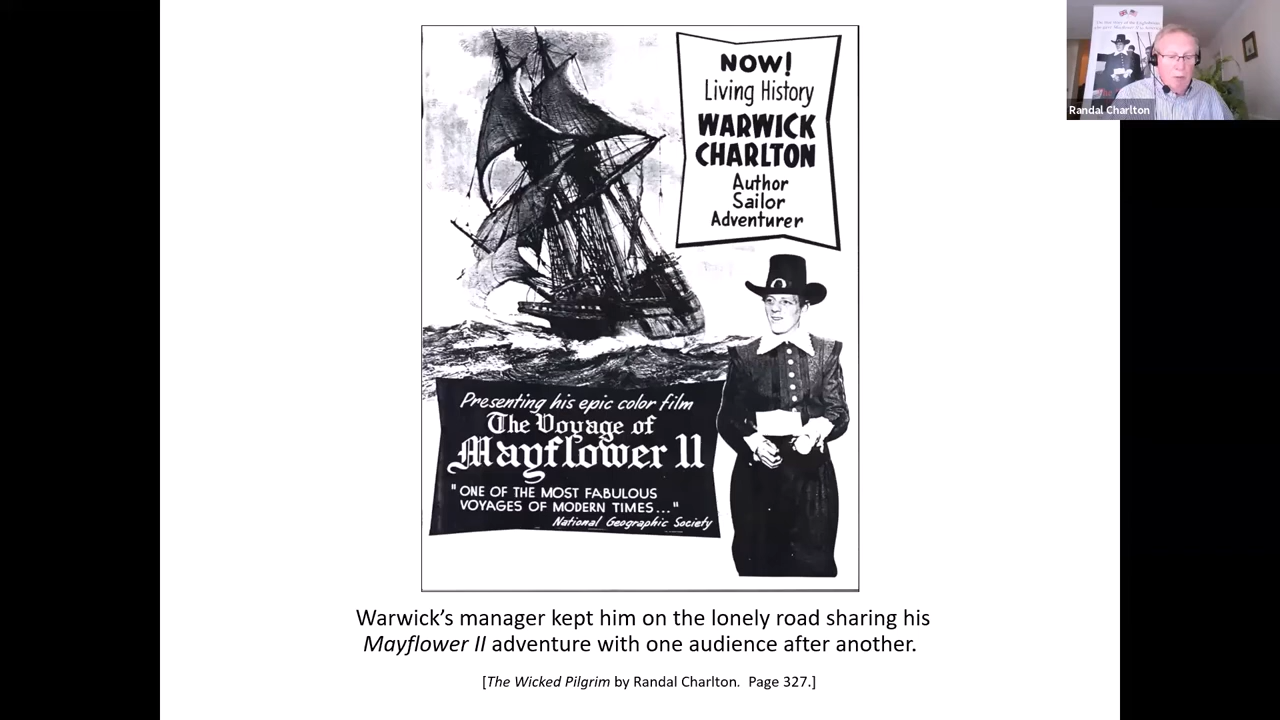 NOW!
Living History
WARWICK
CHARLTON
Author
Sailor
Adventurer
Presenting his epic color film
The Voyage of
Mayflower II
"ONE OF THE MOST FABULOUS
VOYAGES OF MODERN TIMES..."
National Geographic Society
Warwick's manager kept him on the lonely road sharing his
Mayflower II adventure with one audience after another.
[The Wicked Pilgrim by Randal Charlton. Page 327.]
Randal Charlton